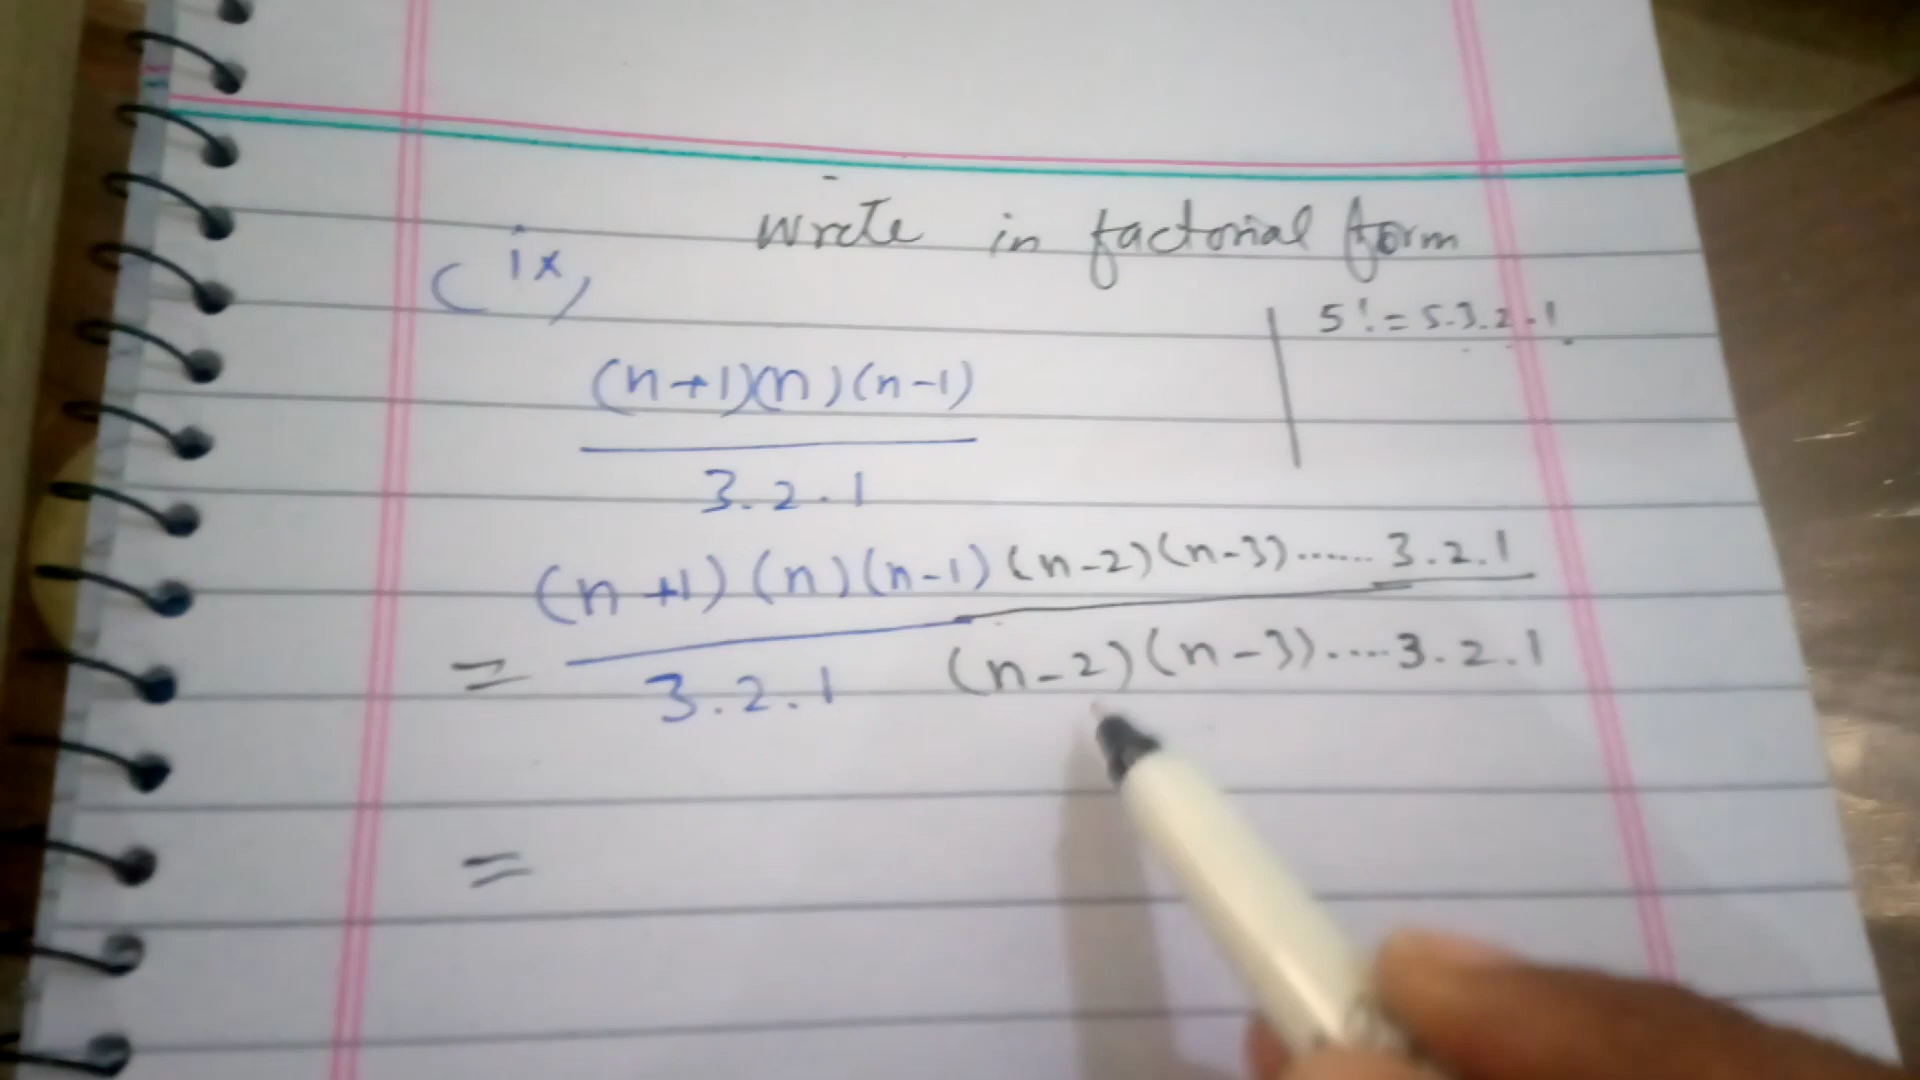 write in factorial form
(ix)
5! = 5.3.2.1
(n+1)(n)(n-1)
3.2.1
(n+1)(n)(n-1)(n-2)(n-3)......3.2.1
=
3.2.1 (n-2)(n-3)....3.2.1
=